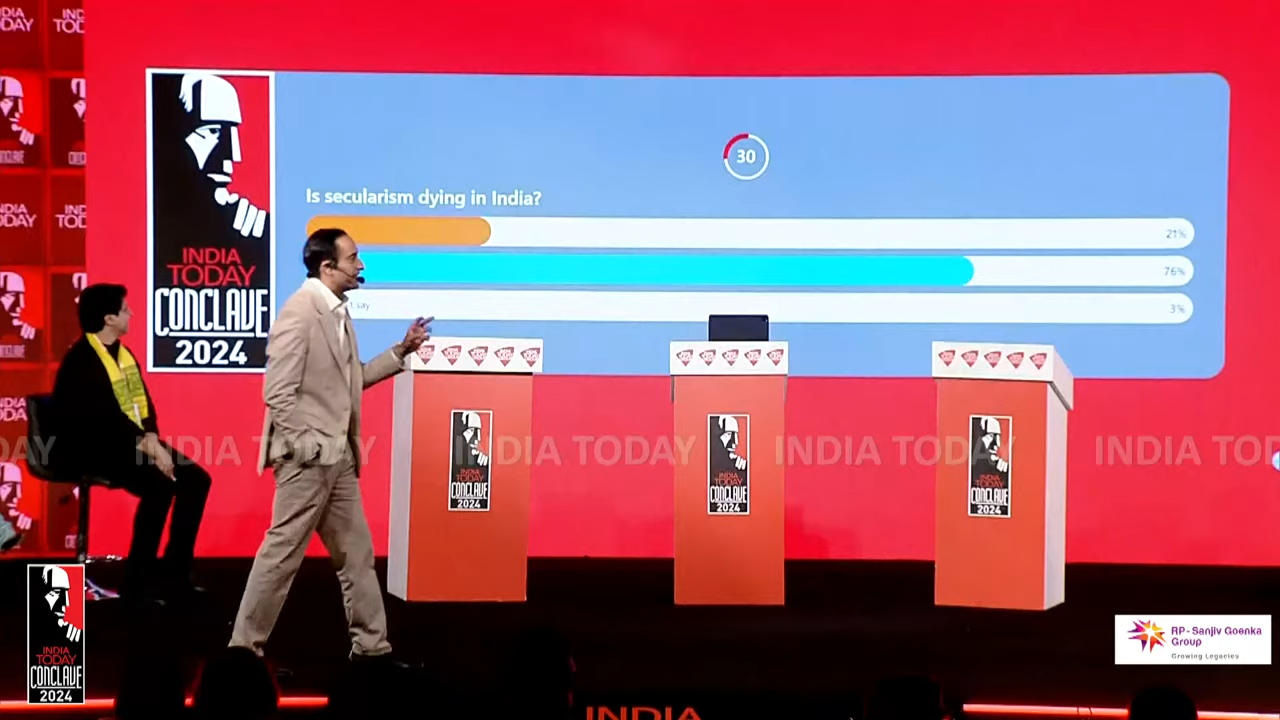 INDIA
TODAY
CONCLAVE
2024
30
Is secularism dying in India?
21%
76%
say
3%
INDIA TODAY INDIA TODAY INDIA TODAY
INDIA
TODAY
CONCLAVE
2024
INDIA
TODAY
CONCLAVE
2024
INDIA
TODAY
CONCLAVE
2024
INDIA
TODAY
CONCLAVE
2024
RP-Sanjiv Goenka
Group
Growing Legacies
INDIA